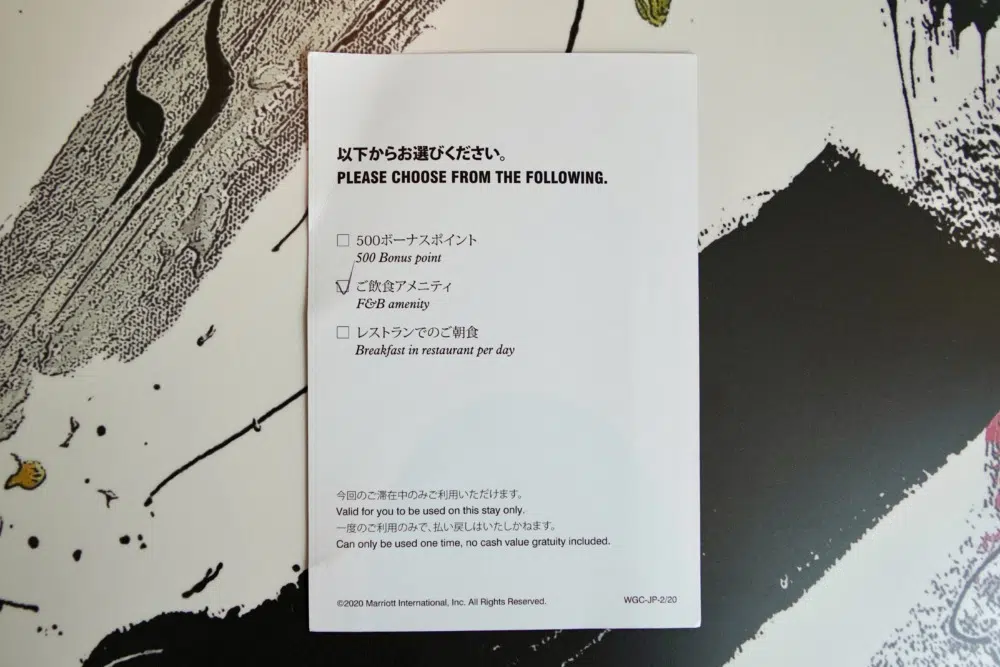 以下からお選びください。
PLEASE CHOOSE FROM THE FOLLOWING.
500ボーナスポイント
500 Bonus point
ご飲食アメニティ
F&B amenity
レストランでのご朝食
Breakfast in restaurant per day
今回のご滞在中のみご利用いただけます。
Valid for you to be used on this stay only.
一度のご利用のみで、払い戻しはいたしかねます。
Can only be used one time, no cash value gratuity included.
©2020 Marriott International, Inc. All Rights Reserved.
WGC-JP-2/20